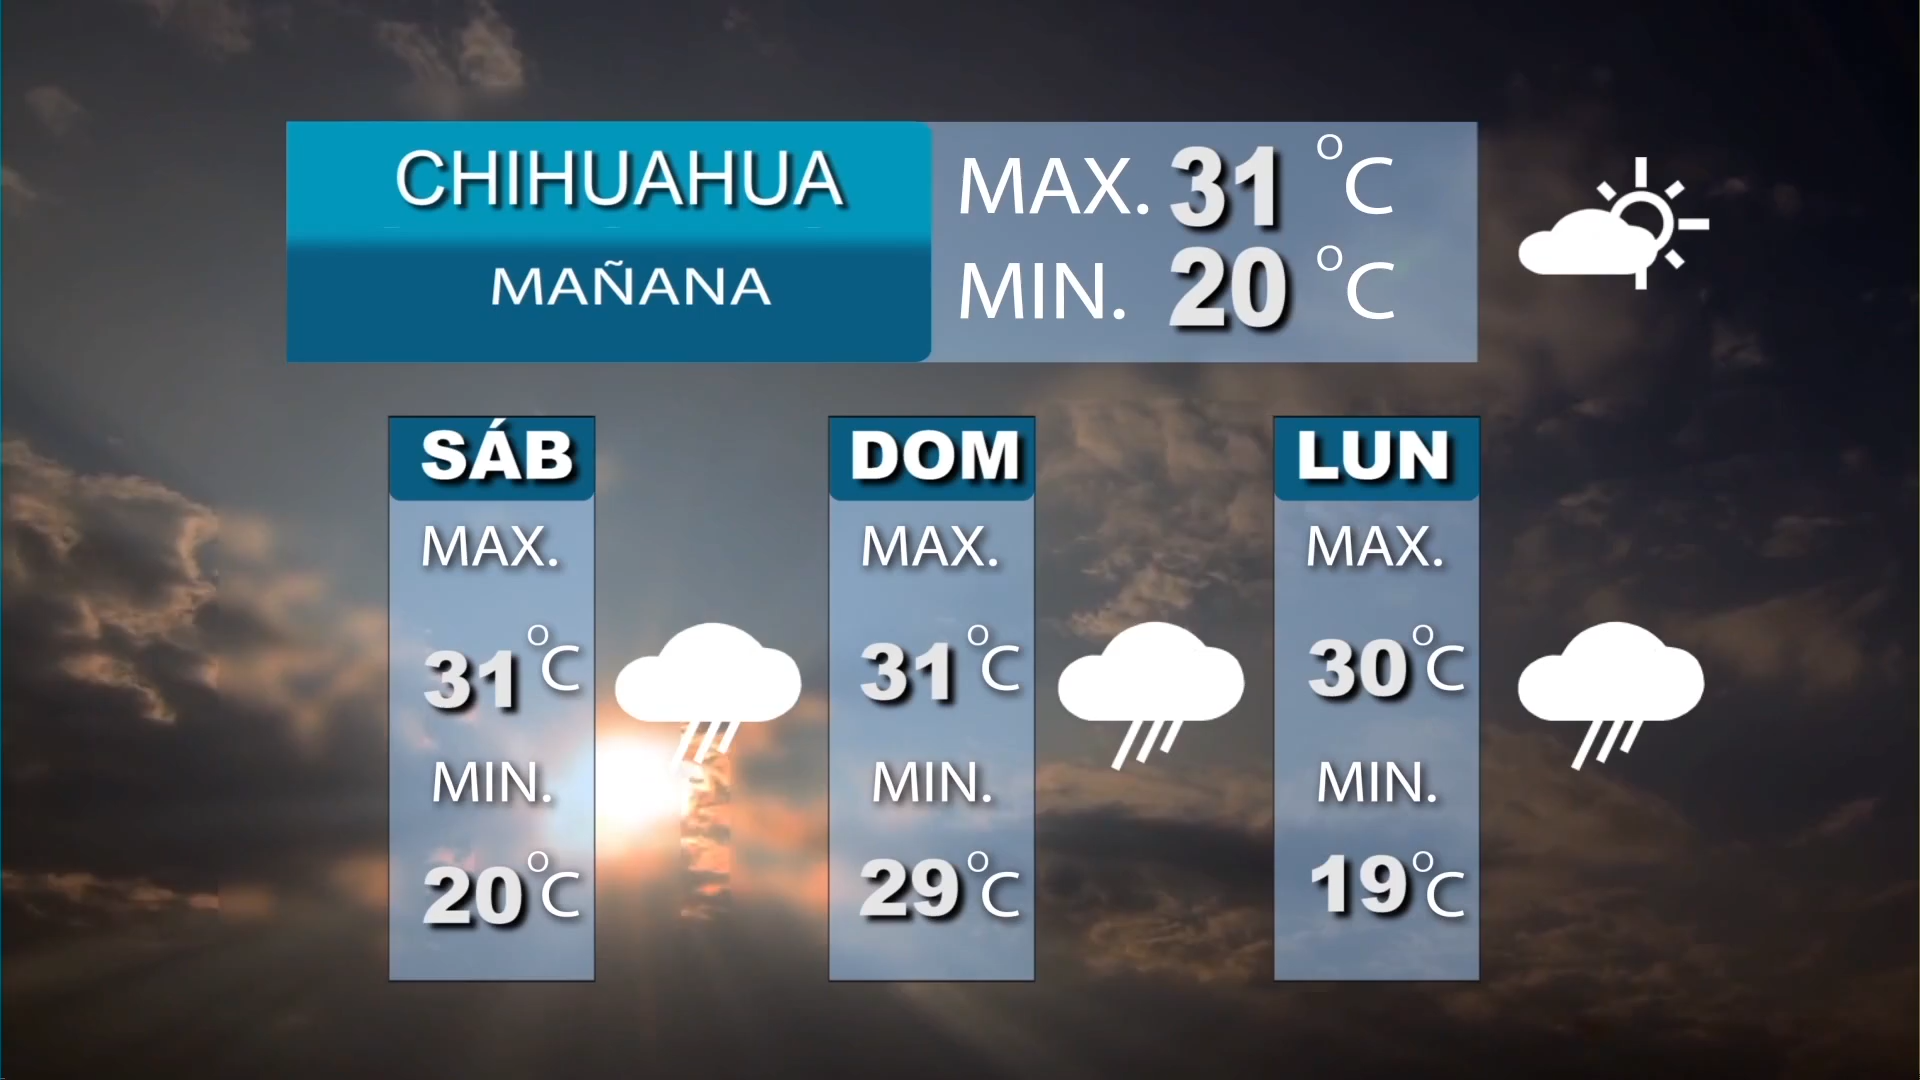 CHIHUAHUA
MAÑANA
MAX. 31 °C
MIN. 20 °C
SÁB
MAX.
31 °C
MIN.
20 °C
DOM
MAX.
31 °C
MIN.
29 °C
LUN
MAX.
30 °C
MIN.
19 °C